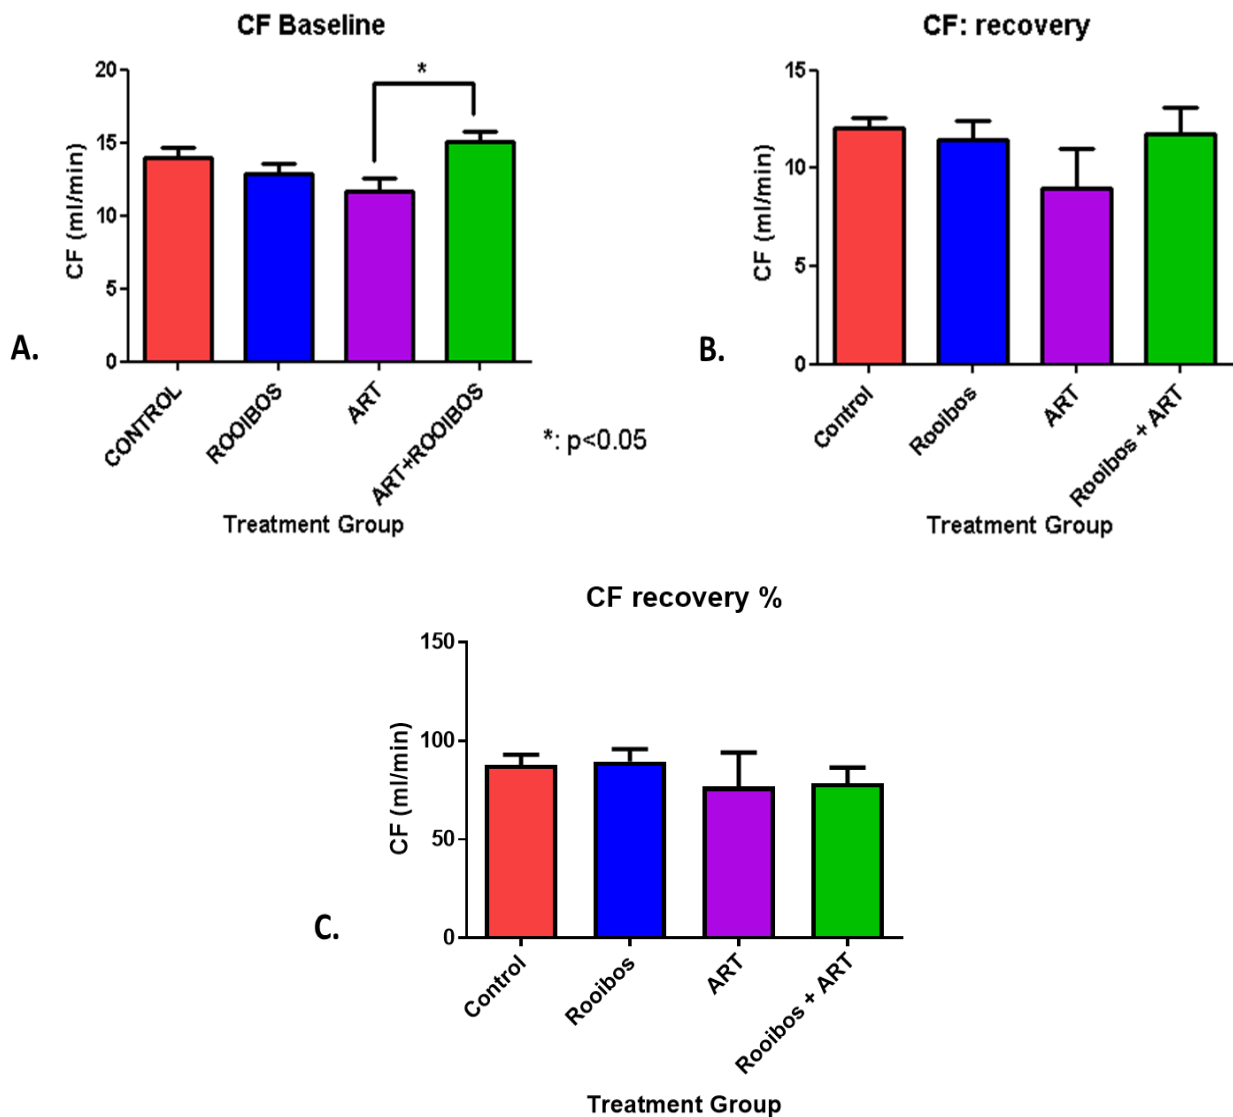 CF Baseline
20
15
10
5
0
CF (ml/min)
*
CONTROL
ROOIBOS
ART
ART+ROOIBOS
Treatment Group
A.
*: p<0.05
CF: recovery
15
10
5
0
CF (ml/min)
Control
Rooibos
ART
Rooibos + ART
Treatment Group
B.
CF recovery %
150
100
50
0
CF (ml/min)
Control
Rooibos
ART
Rooibos + ART
Treatment Group
C.